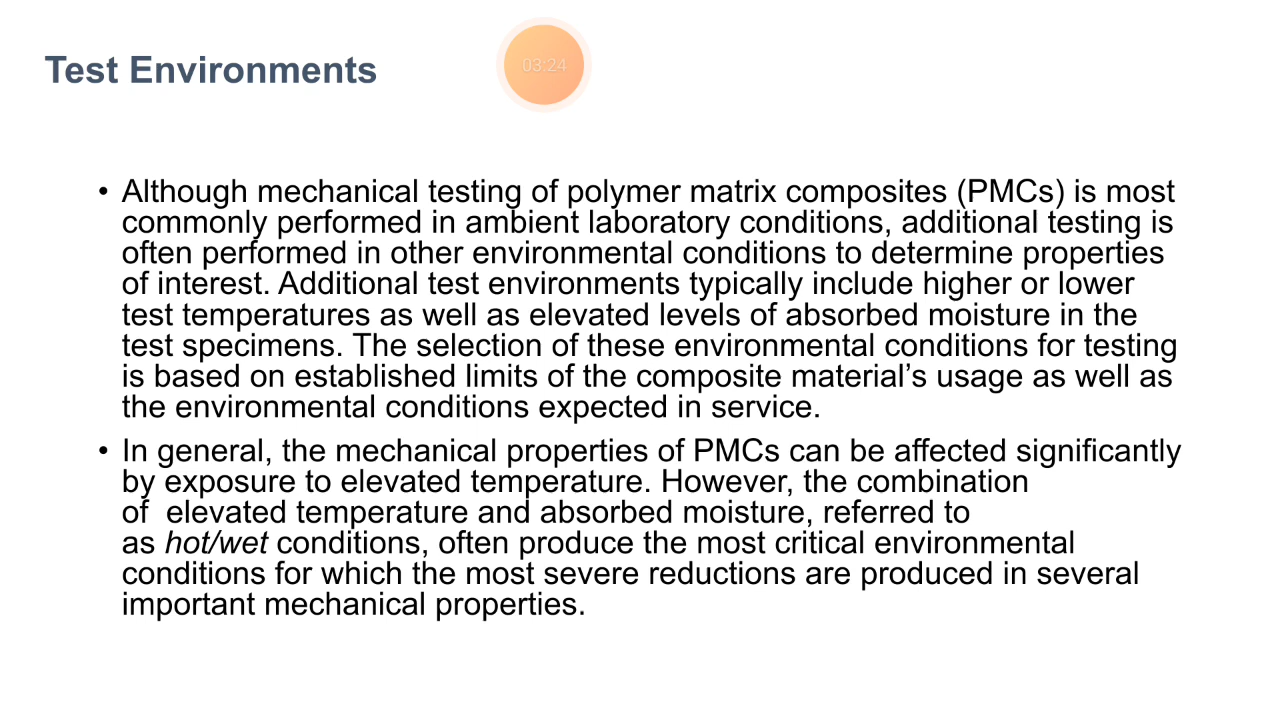 Test Environments
03:24
• Although mechanical testing of polymer matrix composites (PMCs) is most
commonly performed in ambient laboratory conditions, additional testing is
often performed in other environmental conditions to determine properties
of interest. Additional test environments typically include higher or lower
test temperatures as well as elevated levels of absorbed moisture in the
test specimens. The selection of these environmental conditions for testing
is based on established limits of the composite material’s usage as well as
the environmental conditions expected in service.
• In general, the mechanical properties of PMCs can be affected significantly
by exposure to elevated temperature. However, the combination
of  elevated temperature and absorbed moisture, referred to
as hot/wet conditions, often produce the most critical environmental
conditions for which the most severe reductions are produced in several
important mechanical properties.